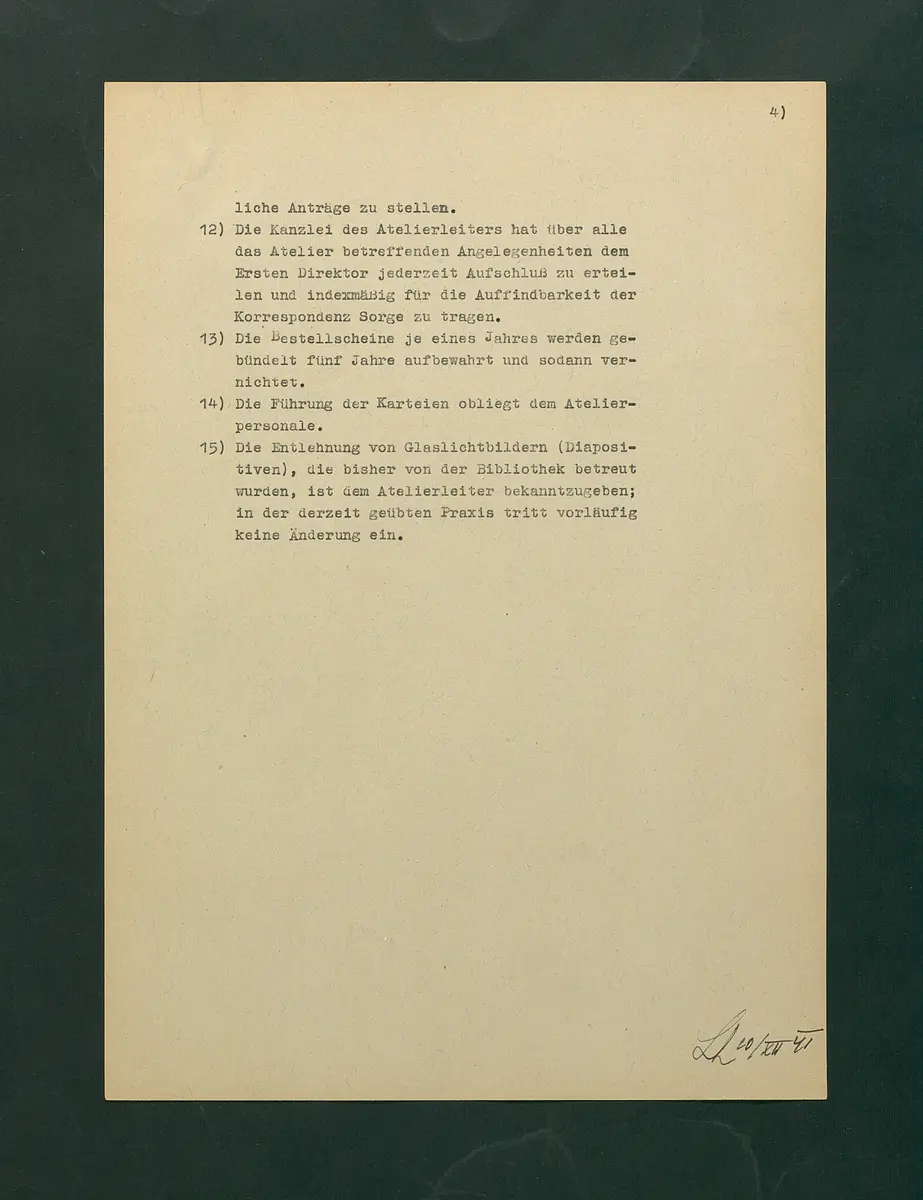 4)
liche Anträge zu stellen.
12) Die Kanzlei des Atelierleiters hat über alle
das Atelier betreffenden Angelegenheiten dem
Ersten Direktor jederzeit Aufschluß zu ertei-
len und indexmäßig für die Auffindbarkeit der
Korrespondenz Sorge zu tragen.
13) Die Bestellscheine je eines Jahres werden ge-
bündelt fünf Jahre aufbewahrt und sodann ver-
nichtet.
14) Die Führung der Karteien obliegt dem Atelier-
personale.
15) Die Entlehnung von Glaslichtbildern (Diaposi-
tiven), die bisher von der Bibliothek betreut
wurden, ist dem Atelierleiter bekanntzugeben;
in der derzeit geübten Praxis tritt vorläufig
keine Änderung ein.
10/XII 41